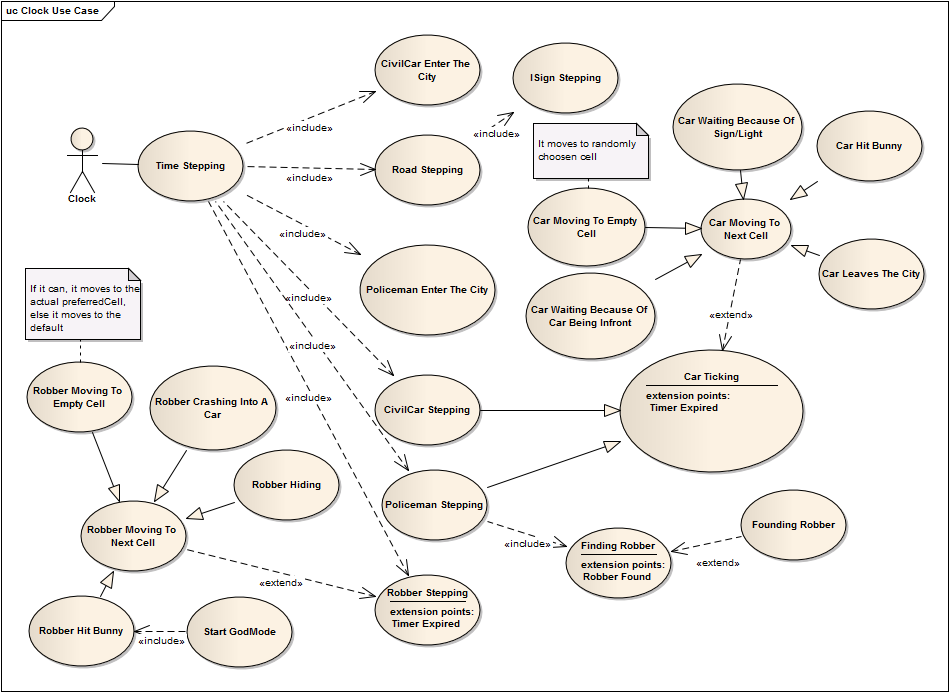 uc Clock Use Case
CivilCar Enter The
City
ISign Stepping
Car Waiting Because Of
Sign/Light
Car Hit Bunny
«include»
«include»
It moves to randomly
choosen cell
Time Stepping
Road Stepping
Clock
«include»
Car Moving To Empty
Cell
Car Moving To
Next Cell
«include»
Car Leaves The City
If it can, it moves to the
actual preferredCell,
else it moves to the
default
Policeman Enter The City
«include»
Car Waiting Because Of
Car Being Infront
«extend»
«include»
Car Ticking
extension points:
Timer Expired
Robber Moving To
Empty Cell
Robber Crashing Into A
Car
«include»
CivilCar Stepping
Robber Hiding
Policeman Stepping
Founding Robber
Robber Moving To
Next Cell
«include»
Finding Robber
extension points:
Robber Found
«extend»
«extend»
Robber Stepping
extension points:
Timer Expired
Robber Hit Bunny
«include»
Start GodMode